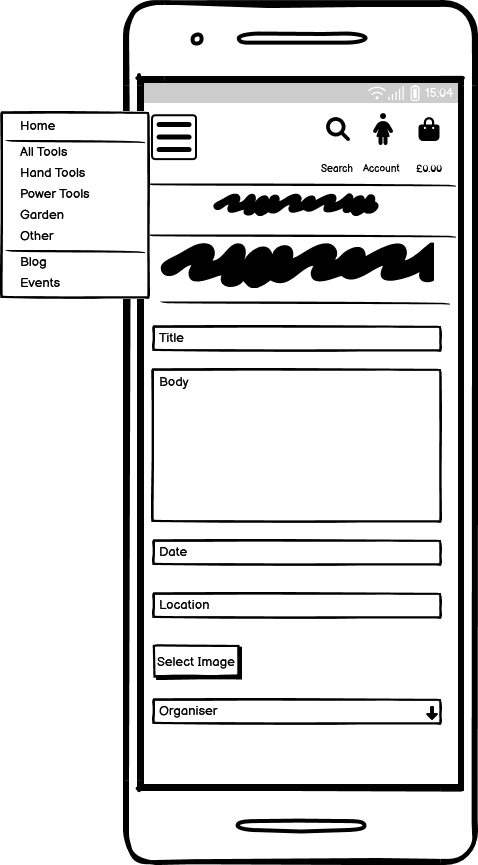 15:04
Home
All Tools
Hand Tools
Power Tools
Garden
Other
Blog
Events
Search Account £0.00
Title
Body
Date
Location
Select Image
Organiser